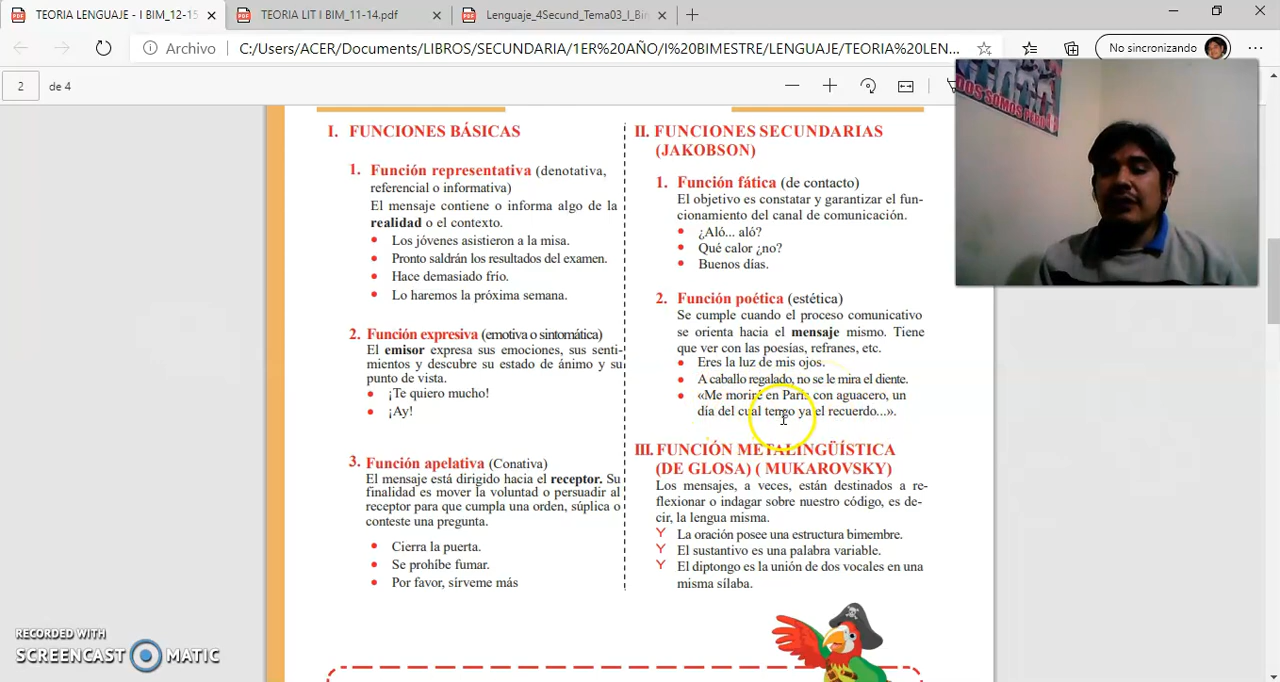 TEORIA LENGUAJE - I BIM_12-15
TEORIA LIT I BIM_11-14.pdf
Lenguaje_4Secund_Tema03_I_Bin
Archivo
C:/Users/ACER/Documents/LIBROS/SECUNDARIA/1ER%20AÑO/I%20BIMESTRE/LENGUAJE/TEORIA%20LEN...
No sincronizando
2 de 4
DOS SOMOS PERÚ
I. FUNCIONES BÁSICAS
1. Función representativa (denotativa,
referencial o informativa)
El mensaje contiene o informa algo de la
realidad o el contexto.
• Los jóvenes asistieron a la misa.
• Pronto saldrán los resultados del examen.
• Hace demasiado frío.
• Lo haremos la próxima semana.
2. Función expresiva (emotiva o sintomática)
El emisor expresa sus emociones, sus senti-
mientos y descubre su estado de ánimo y su
punto de vista.
• ¡Te quiero mucho!
• ¡Ay!
3. Función apelativa (Conativa)
El mensaje está dirigido hacia el receptor. Su
finalidad es mover la voluntad o persuadir al
receptor para que cumpla una orden, súplica o
conteste una pregunta.
• Cierra la puerta.
• Se prohíbe fumar.
• Por favor, sírveme más
II. FUNCIONES SECUNDARIAS
(JAKOBSON)
1. Función fática (de contacto)
El objetivo es constatar y garantizar el fun-
cionamiento del canal de comunicación.
• ¿Aló... aló?
• Qué calor ¿no?
• Buenos días.
2. Función poética (estética)
Se cumple cuando el proceso comunicativo
se orienta hacia el mensaje mismo. Tiene
que ver con las poesías, refranes, etc.
• Eres la luz de mis ojos.
• A caballo regalado, no se le mira el diente.
• «Me moriré en París con aguacero, un
día del cual tengo ya el recuerdo...».
III. FUNCIÓN METALINGÜÍSTICA
(DE GLOSA) ( MUKAROVSKY)
Los mensajes, a veces, están destinados a re-
flexionar o indagar sobre nuestro código, es de-
cir, la lengua misma.
Y La oración posee una estructura bimembre.
Y El sustantivo es una palabra variable.
Y El diptongo es la unión de dos vocales en una
misma sílaba.
RECORDED WITH
SCREENCAST MATIC